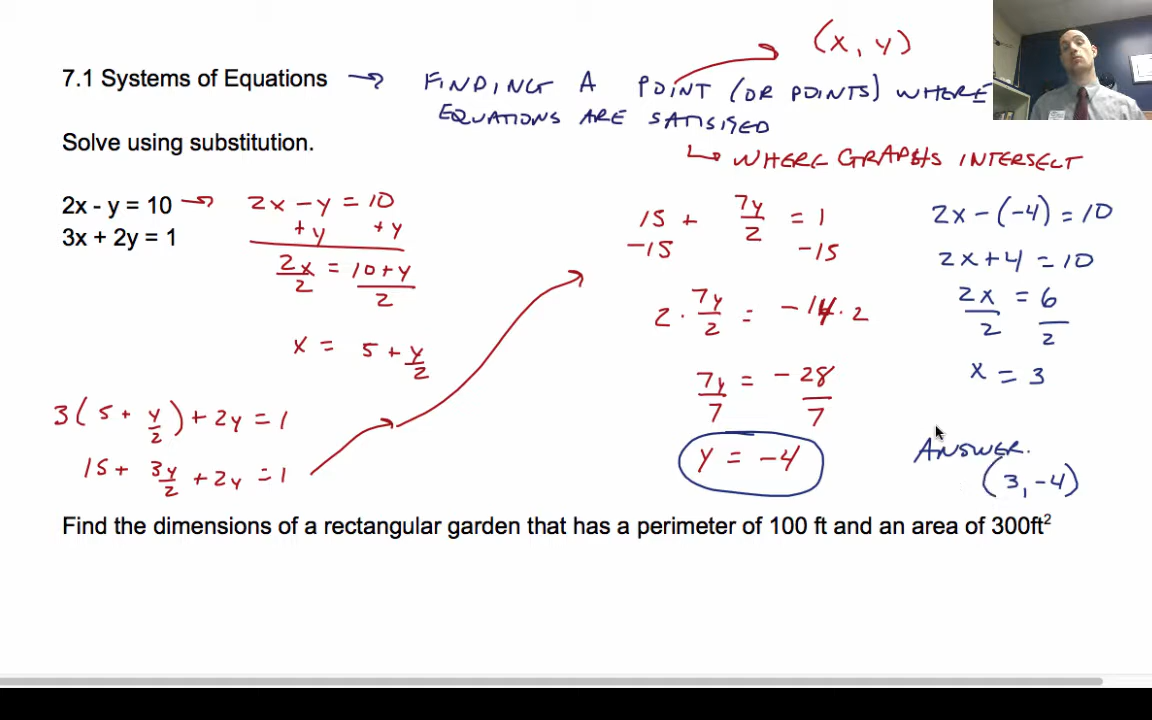 (x, y)
7.1 Systems of Equations → FINDING A POINT (OR POINTS) WHERE
EQUATIONS ARE SATISIFED
↳ WHERE GRAPHS INTERSECT
Solve using substitution.
2x - y = 10 →
3x + 2y = 1
2x - y = 10
+y +y
2x/2 = (10+y)/2
x = 5 + y/2
3(5 + y/2) + 2y = 1
15 + 3y/2 + 2y = 1
15 + 7y/2 = 1
-15 -15
2 · 7y/2 = -14 · 2
7y/7 = -28/7
y = -4
2x - (-4) = 10
2x + 4 = 10
2x/2 = 6/2
x = 3
ANSWER.
(3, -4)
Find the dimensions of a rectangular garden that has a perimeter of 100 ft and an area of 300ft²